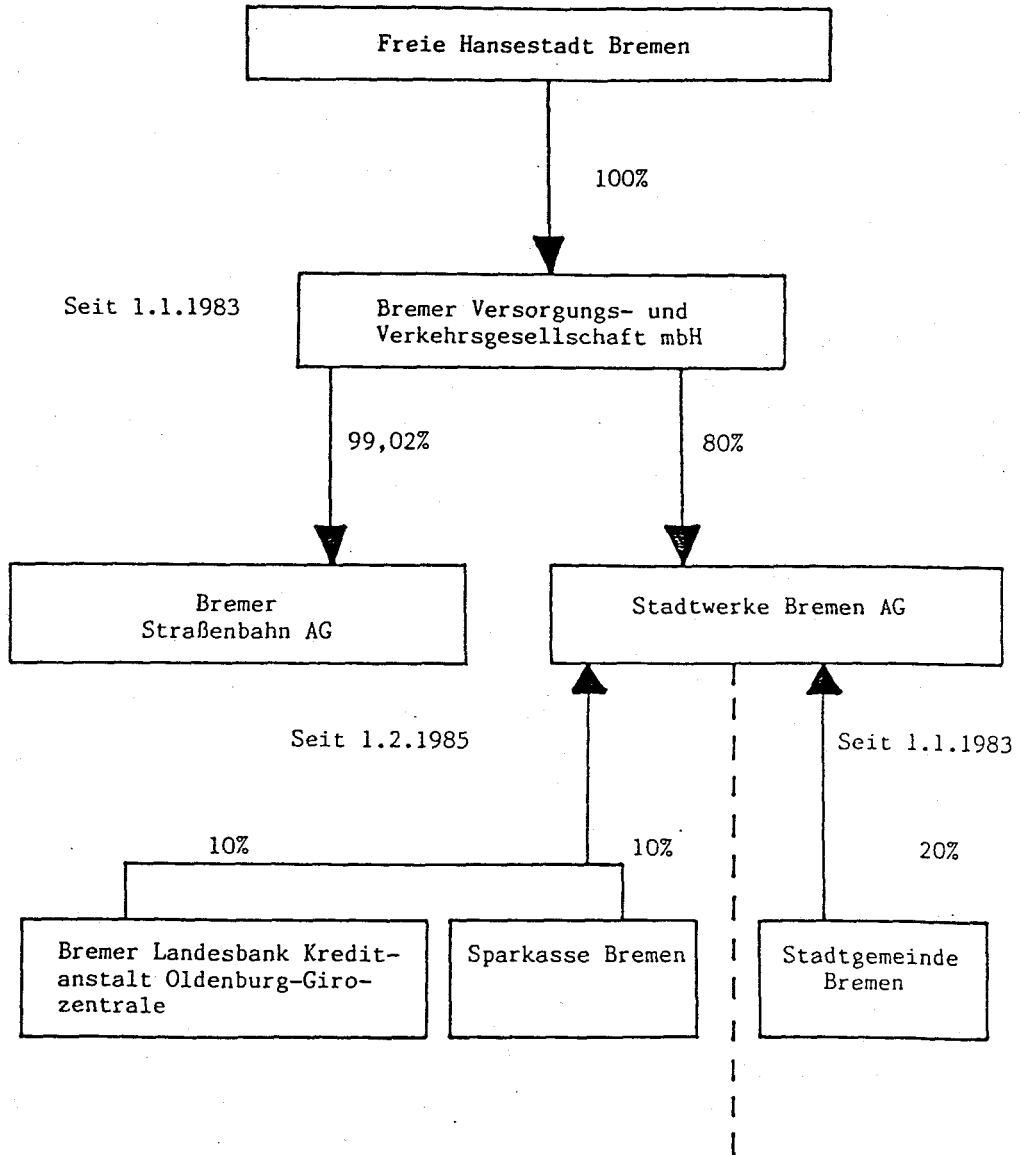 Freie Hansestadt Bremen
100%
Seit 1.1.1983
Bremer Versorgungs- und
Verkehrsgesellschaft mbH
99,02%
80%
Bremer
Straßenbahn AG
Stadtwerke Bremen AG
Seit 1.2.1985
Seit 1.1.1983
10%
10%
20%
Bremer Landesbank Kredit-
anstalt Oldenburg-Giro-
zentrale
Sparkasse Bremen
Stadtgemeinde
Bremen